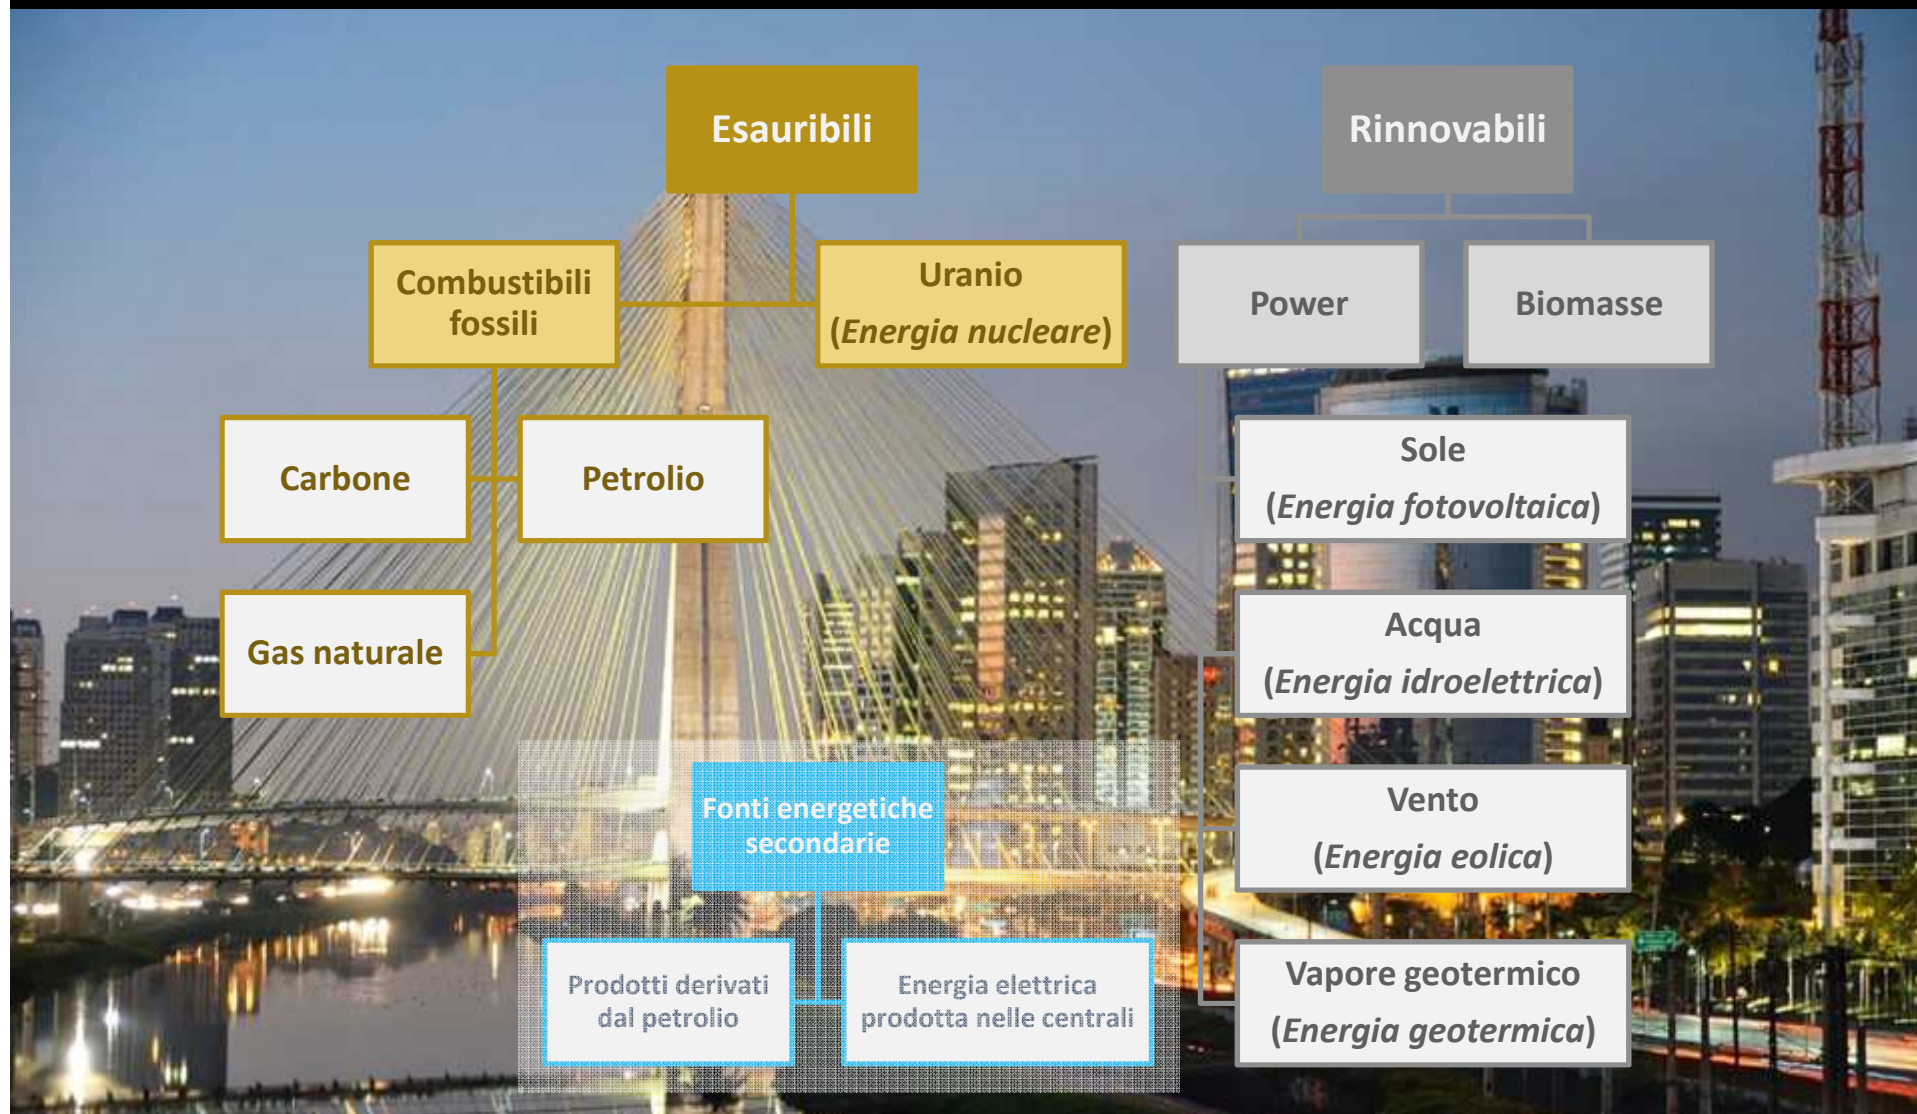 Esauribili
Rinnovabili
Combustibili
fossili
Uranio
(Energia nucleare)
Power
Biomasse
Carbone
Petrolio
Gas naturale
Sole
(Energia fotovoltaica)
Acqua
(Energia idroelettrica)
Vento
(Energia eolica)
Vapore geotermico
(Energia geotermica)
Fonti energetiche
secondarie
Prodotti derivati
dal petrolio
Energia elettrica
prodotta nelle centrali